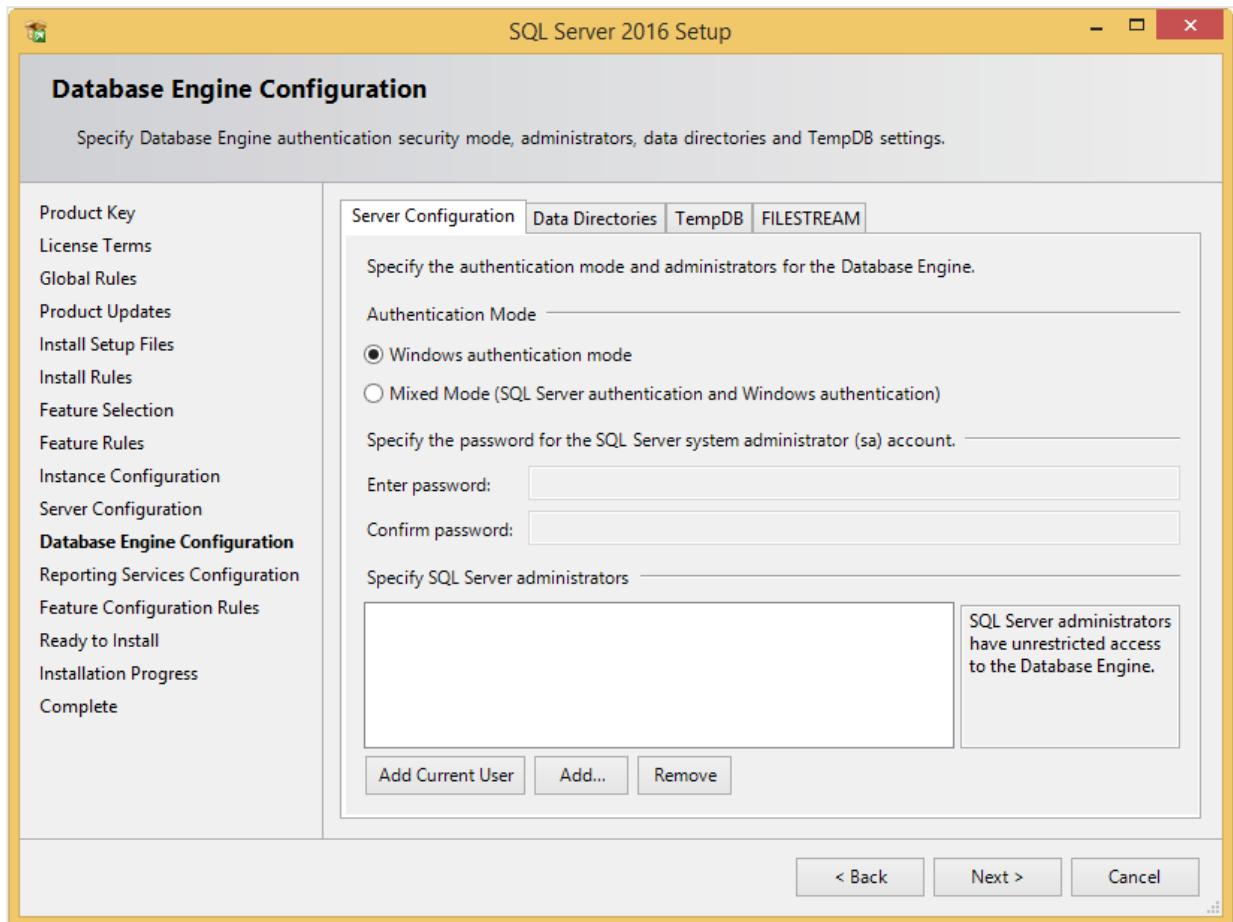 SQL Server 2016 Setup
Database Engine Configuration
Specify Database Engine authentication security mode, administrators, data directories and TempDB settings.
Product Key
License Terms
Global Rules
Product Updates
Install Setup Files
Install Rules
Feature Selection
Feature Rules
Instance Configuration
Server Configuration
Database Engine Configuration
Reporting Services Configuration
Feature Configuration Rules
Ready to Install
Installation Progress
Complete
Server Configuration Data Directories TempDB FILESTREAM
Specify the authentication mode and administrators for the Database Engine.
Authentication Mode
Windows authentication mode
Mixed Mode (SQL Server authentication and Windows authentication)
Specify the password for the SQL Server system administrator (sa) account.
Enter password:
Confirm password:
Specify SQL Server administrators
SQL Server administrators
have unrestricted access
to the Database Engine.
Add Current User Add... Remove
< Back Next > Cancel